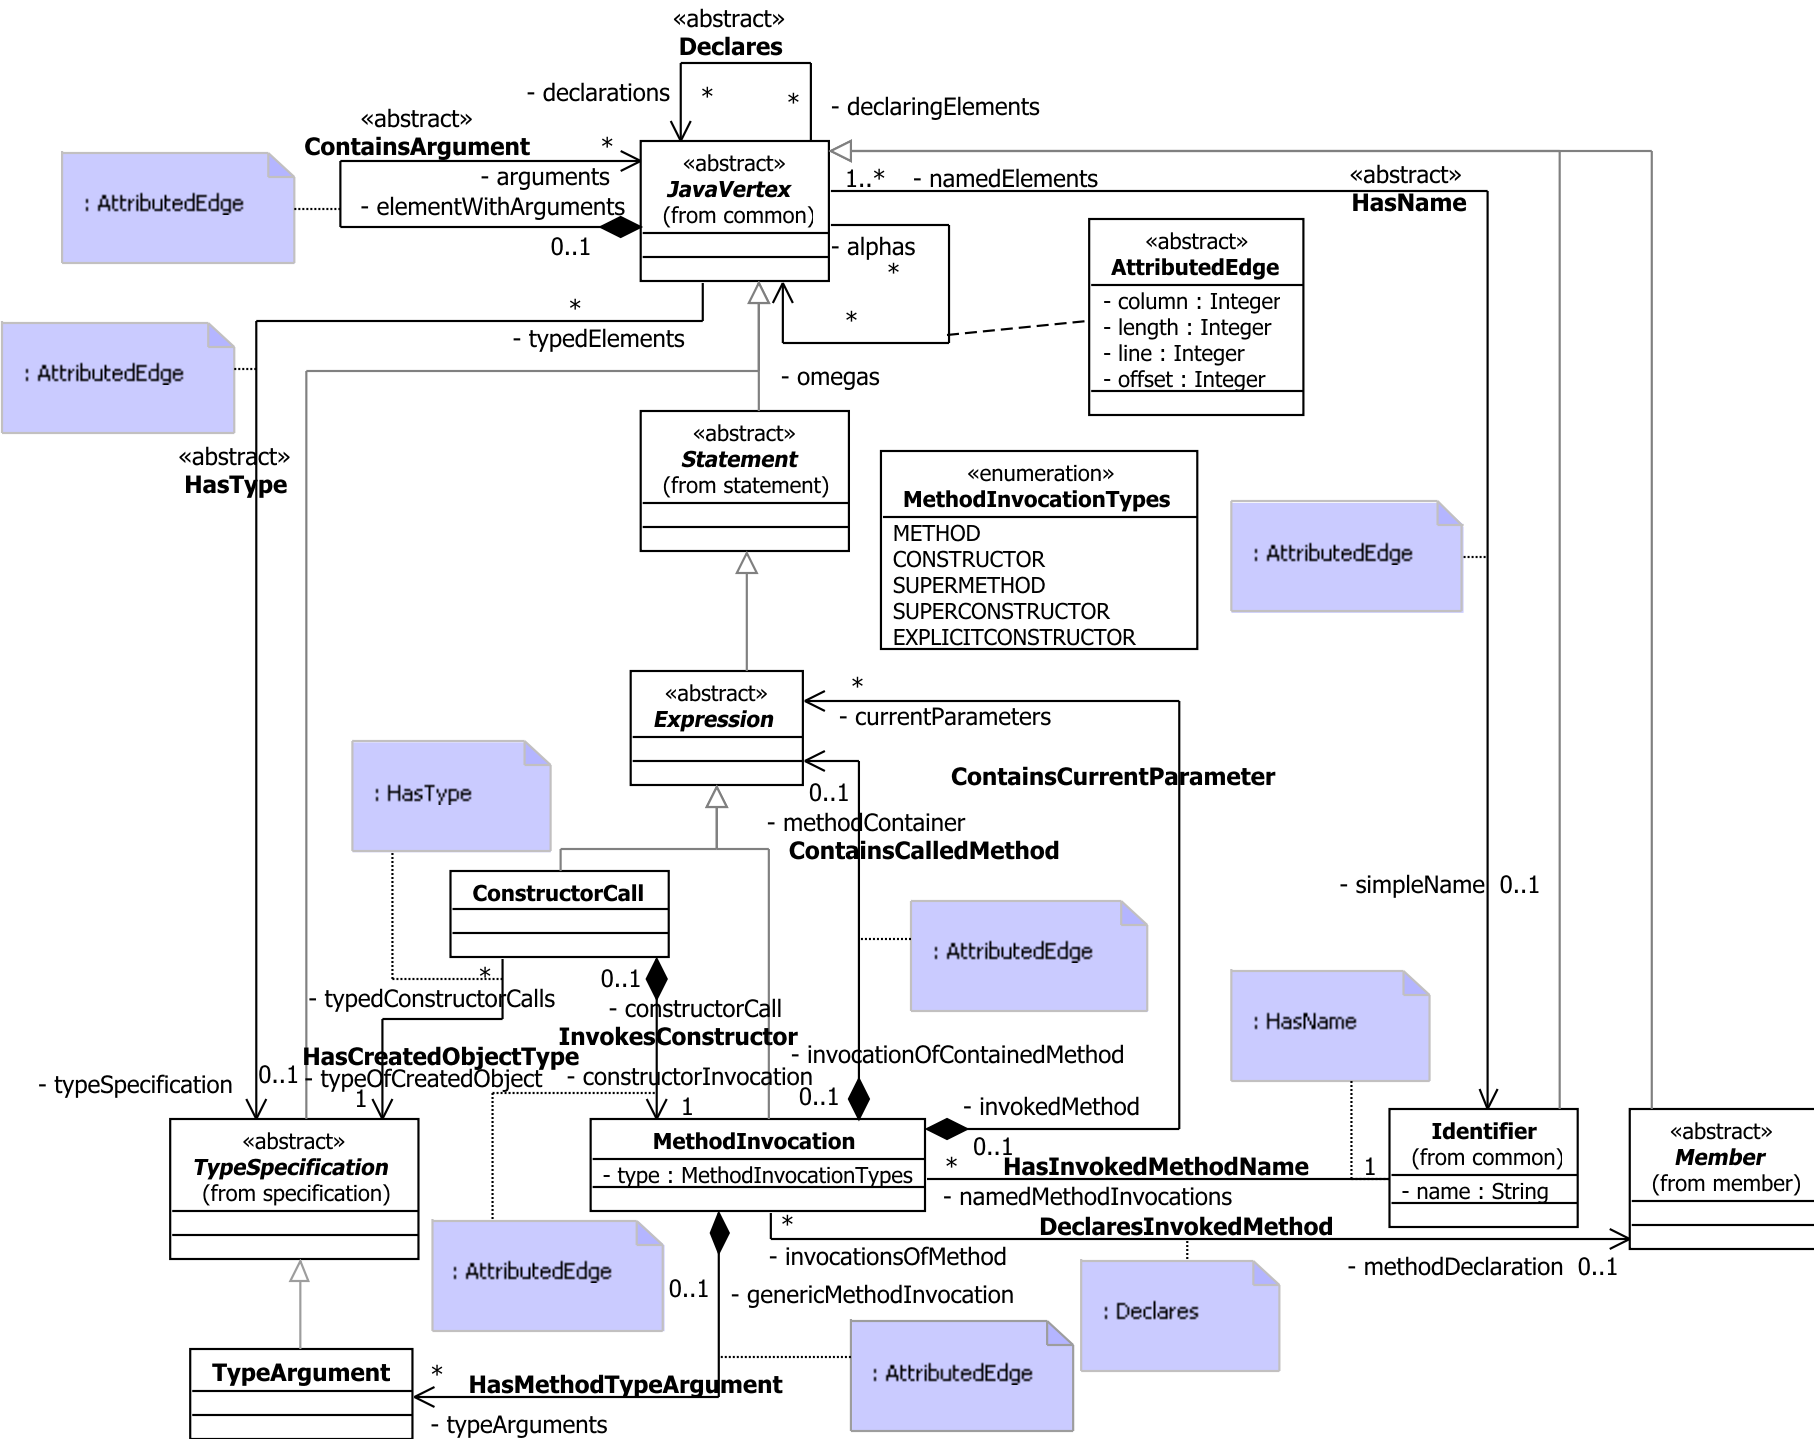 «abstract»
Declares
- declarations
*
*
- declaringElements
«abstract»
ContainsArgument
*
- arguments
- elementWithArguments
0..1
: AttributedEdge
«abstract»
JavaVertex
(from common)
1..*
- namedElements
«abstract»
HasName
- alphas
*
*
- omegas
«abstract»
AttributedEdge
- column : Integer
- length : Integer
- line : Integer
- offset : Integer
*
- typedElements
: AttributedEdge
«abstract»
HasType
«abstract»
Statement
(from statement)
«enumeration»
MethodInvocationTypes
METHOD
CONSTRUCTOR
SUPERMETHOD
SUPERCONSTRUCTOR
EXPLICITCONSTRUCTOR
: AttributedEdge
«abstract»
Expression
*
- currentParameters
ContainsCurrentParameter
0..1
- methodContainer
ContainsCalledMethod
: HasType
ConstructorCall
- simpleName
0..1
: AttributedEdge
*
- typedConstructorCalls
0..1
- constructorCall
InvokesConstructor
HasCreatedObjectType
- typeOfCreatedObject
- constructorInvocation
- invocationOfContainedMethod
: HasName
- typeSpecification
0..1
1
1
0..1
- invokedMethod
0..1
«abstract»
TypeSpecification
(from specification)
MethodInvocation
- type : MethodInvocationTypes
*
HasInvokedMethodName
1
- namedMethodInvocations
Identifier
(from common)
- name : String
«abstract»
Member
(from member)
*
DeclaresInvokedMethod
- invocationsOfMethod
- methodDeclaration
0..1
: AttributedEdge
0..1
- genericMethodInvocation
: Declares
: AttributedEdge
TypeArgument
*
HasMethodTypeArgument
- typeArguments